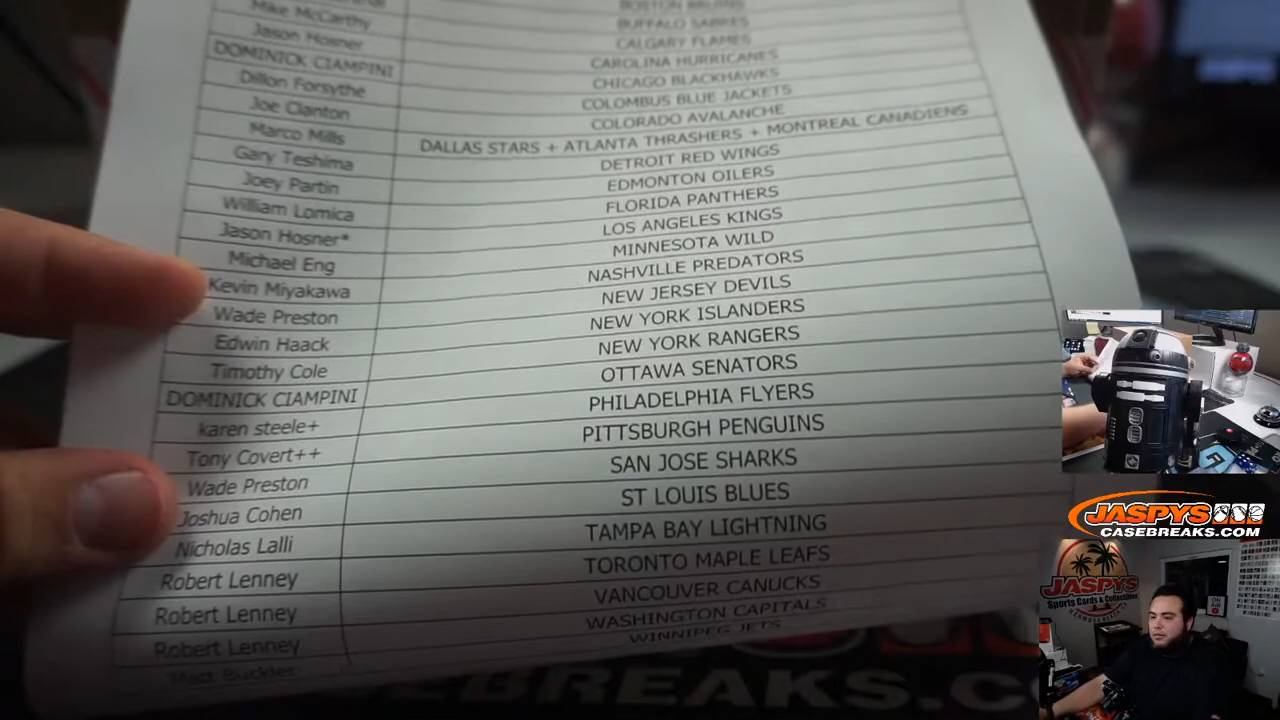 BOSTON BRUINS
BUFFALO SABRES
Mike McCarthy CALGARY FLAMES
Jason Hosner CAROLINA HURRICANES
DOMINICK CIAMPINI CHICAGO BLACKHAWKS
Dillon Forsythe COLOMBUS BLUE JACKETS
Joe Clanton COLORADO AVALANCHE
Marco Mills DALLAS STARS + ATLANTA THRASHERS + MONTREAL CANADIENS
Gary Teshima DETROIT RED WINGS
Joey Partin EDMONTON OILERS
William Lomica FLORIDA PANTHERS
Jason Hosner* LOS ANGELES KINGS
Michael Eng MINNESOTA WILD
Kevin Miyakawa NASHVILLE PREDATORS
Wade Preston NEW JERSEY DEVILS
Edwin Haack NEW YORK ISLANDERS
Timothy Cole NEW YORK RANGERS
DOMINICK CIAMPINI OTTAWA SENATORS
karen steele+ PHILADELPHIA FLYERS
Tony Covert++ PITTSBURGH PENGUINS
Wade Preston SAN JOSE SHARKS
Joshua Cohen ST LOUIS BLUES
Nicholas Lalli TAMPA BAY LIGHTNING
Robert Lenney TORONTO MAPLE LEAFS
Robert Lenney VANCOUVER CANUCKS
Robert Lenney WASHINGTON CAPITALS
Matt Buckler WINNIPEG JETS
JASPYS
CASEBREAKS.COM
JASPYS
Sports Cards & Collectibles